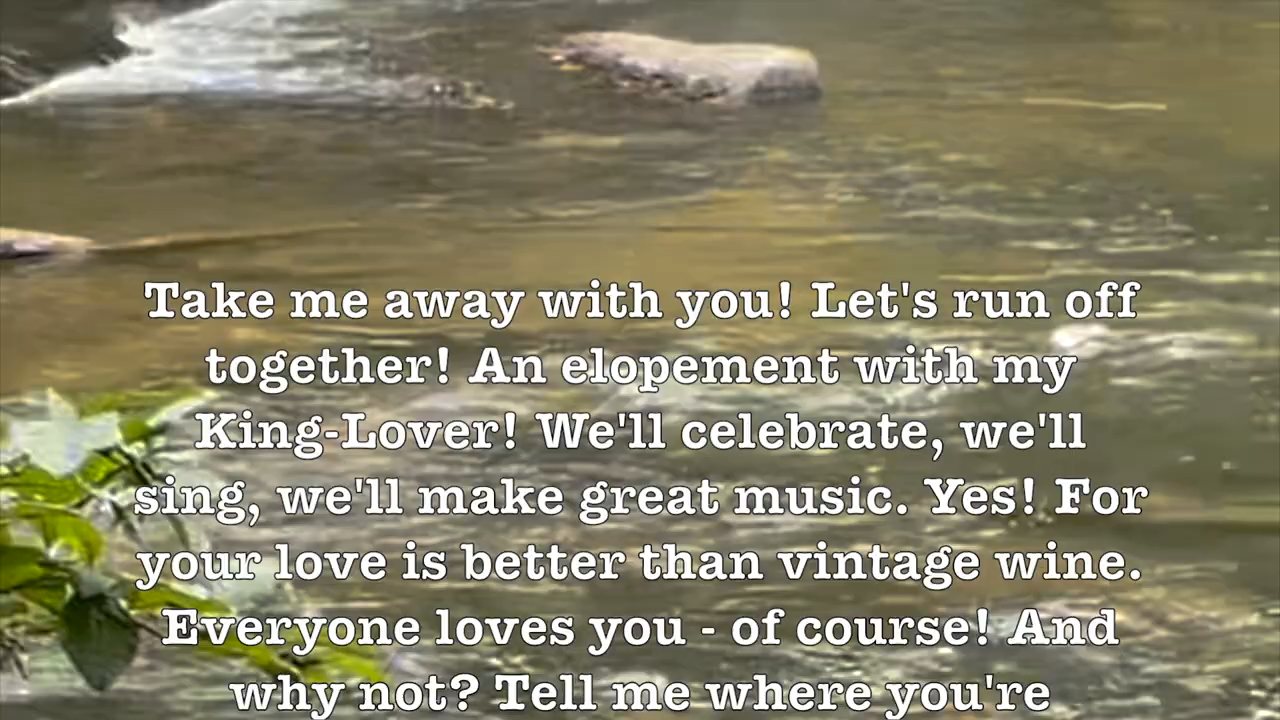 Take me away with you! Let's run off
together! An elopement with my
King-Lover! We'll celebrate, we'll
sing, we'll make great music. Yes! For
your love is better than vintage wine.
Everyone loves you - of course! And
why not? Tell me where you're